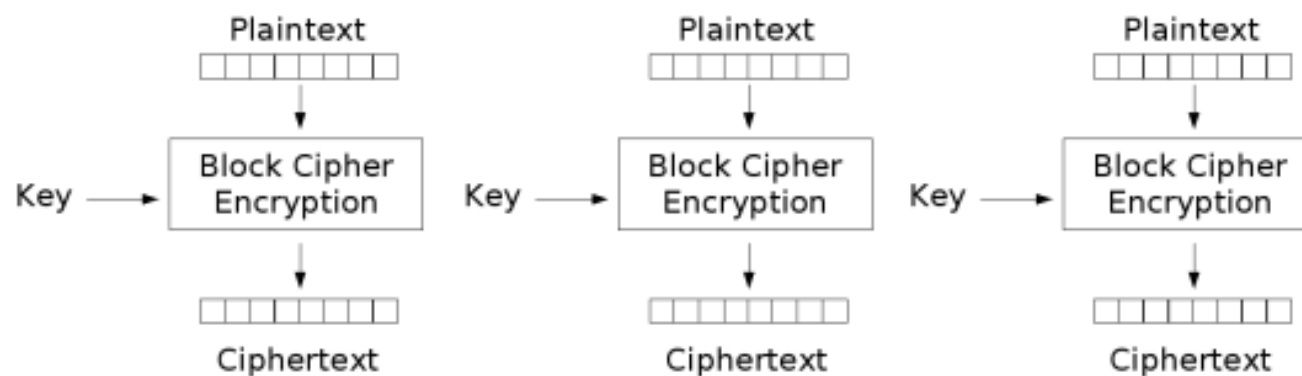 Plaintext Plaintext Plaintext
Key Block Cipher Encryption Key Block Cipher Encryption Key Block Cipher Encryption
Ciphertext Ciphertext Ciphertext